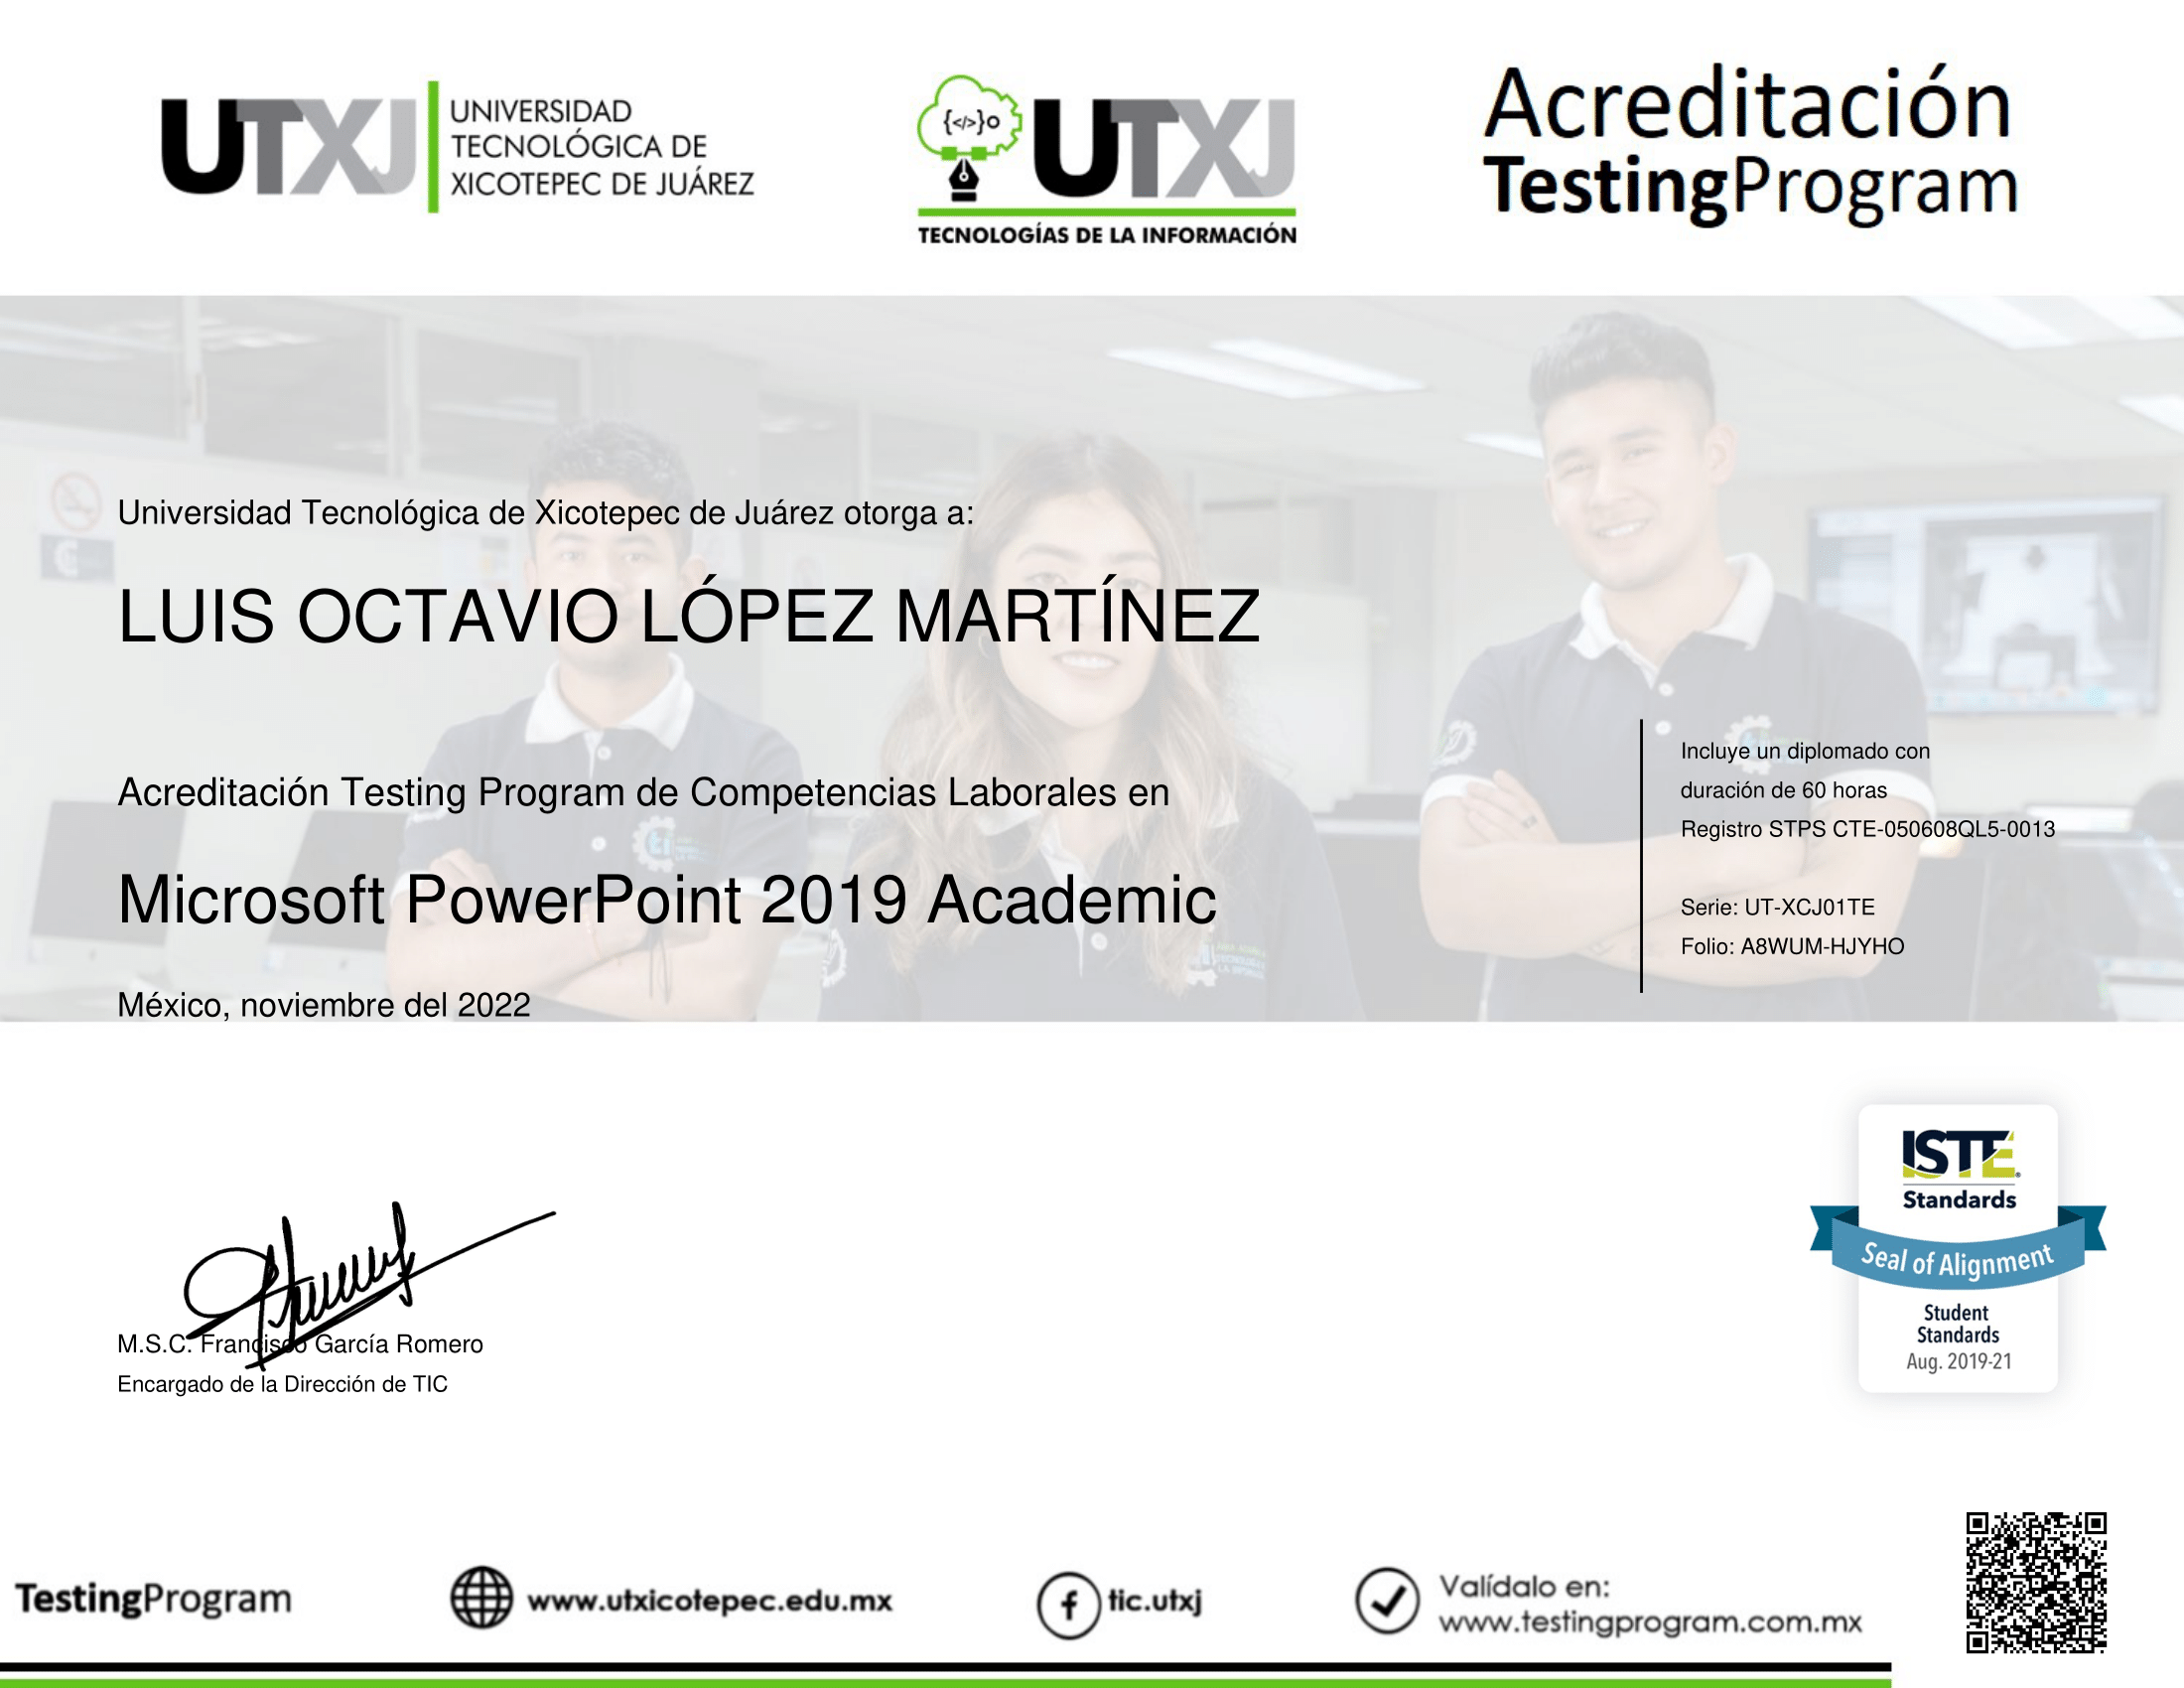 UTXJ
UNIVERSIDAD
TECNOLÓGICA DE
XICOTEPEC DE JUÁREZ
{</>}
UTXJ
TECNOLOGÍAS DE LA INFORMACIÓN
Acreditación
TestingProgram
Universidad Tecnológica de Xicotepec de Juárez otorga a:
LUIS OCTAVIO LÓPEZ MARTÍNEZ
Acreditación Testing Program de Competencias Laborales en
Microsoft PowerPoint 2019 Academic
México, noviembre del 2022
Incluye un diplomado con
duración de 60 horas
Registro STPS CTE-050608QL5-0013
Serie: UT-XCJ01TE
Folio: A8WUM-HJYHO
ti
M.S.C. Francisco García Romero
Encargado de la Dirección de TIC
ISTE
Standards
Seal of Alignment
Student
Standards
Aug. 2019-21
TestingProgram
www.utxicotepec.edu.mx
tic.utxj
Valídalo en:
www.testingprogram.com.mx